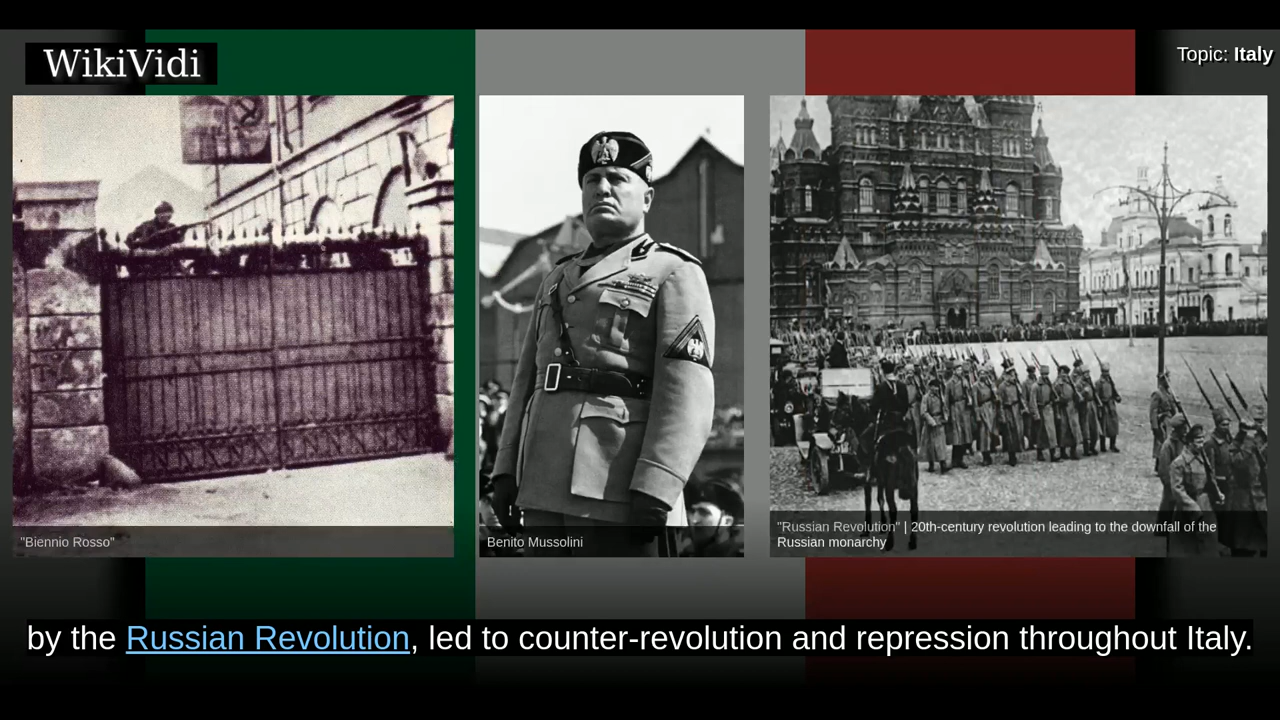 WikiVidi
Topic: Italy
"Biennio Rosso"
Benito Mussolini
"Russian Revolution" | 20th-century revolution leading to the downfall of the
Russian monarchy
by the Russian Revolution, led to counter-revolution and repression throughout Italy.